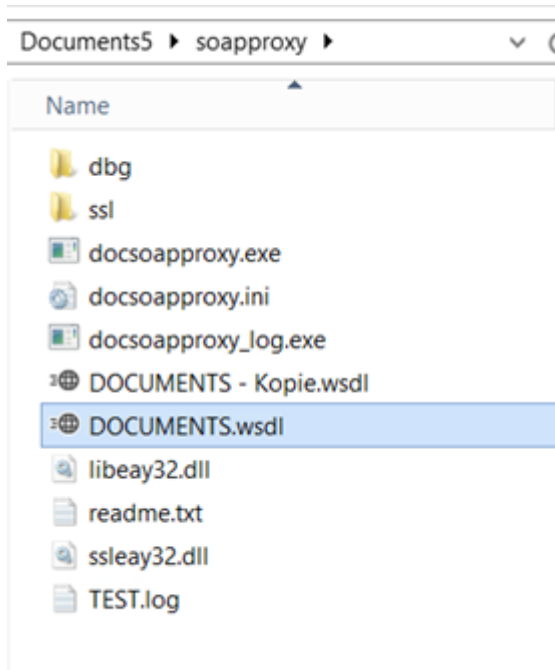 Documents5 ▸ soapproxy ▸
Name
dbg
ssl
docsoapproxy.exe
docsoapproxy.ini
docsoapproxy_log.exe
DOCUMENTS - Kopie.wsdl
DOCUMENTS.wsdl
libeay32.dll
readme.txt
ssleay32.dll
TEST.log